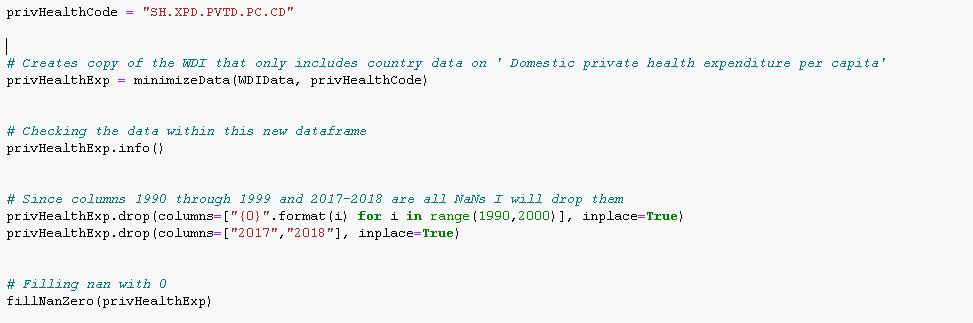 privHealthCode = "SH.XPD.PVTD.PC.CD"
# Creates copy of the WDI that only includes country data on ' Domestic private health expenditure per capita'
privHealthExp = minimizeData(WDIData, privHealthCode)
# Checking the data within this new dataframe
privHealthExp.info()
# Since columns 1990 through 1999 and 2017-2018 are all NaNs I will drop them
privHealthExp.drop(columns=["{0}".format(i) for i in range(1990,2000)], inplace=True)
privHealthExp.drop(columns=["2017","2018"], inplace=True)
# Filling nan with 0
fillNanZero(privHealthExp)